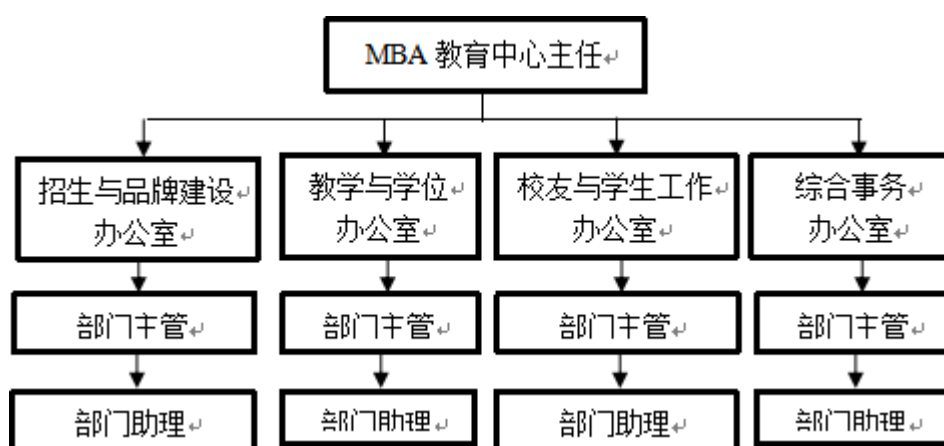 MBA 教育中心主任
招生与品牌建设
办公室
教学与学位
办公室
校友与学生工作
办公室
综合事务
办公室
部门主管
部门主管
部门主管
部门主管
部门助理
部门助理
部门助理
部门助理